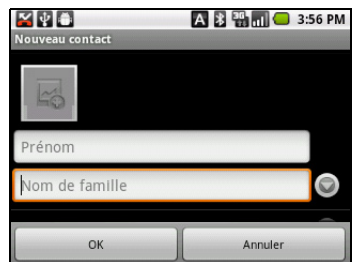 3:56 PM
Nouveau contact
Prénom
Nom de famille
OK Annuler